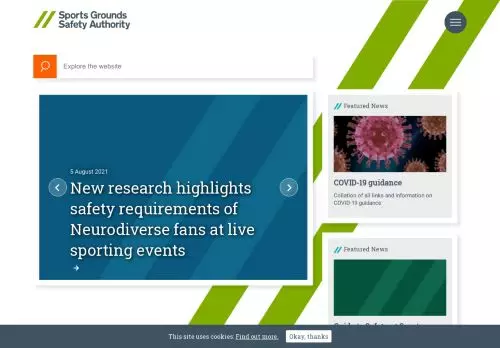 Sports Grounds
Safety Authority
Explore the website
5 August 2021
New research highlights
safety requirements of
Neurodiverse fans at live
sporting events
Featured News
COVID-19 guidance
Collation of all links and information on
COVID-19 guidance
Featured News
This site uses cookies: Find out more.
Okay, thanks